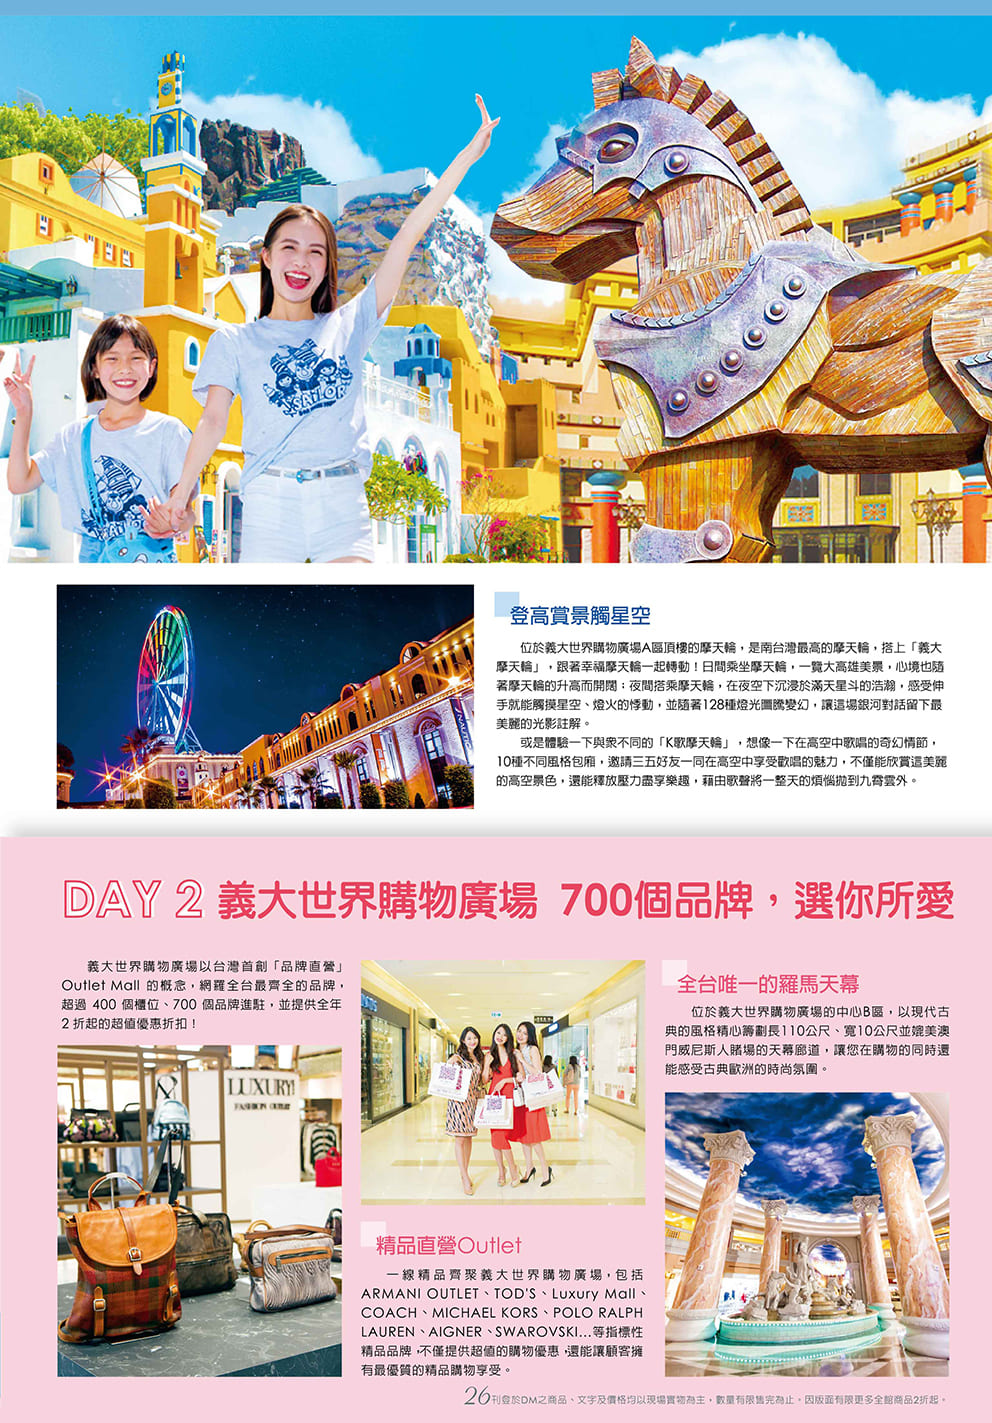 SAILOR
SAILOR
登高賞景觸星空
位於義大世界購物廣場A區頂樓的摩天輪，是南台灣最高的摩天輪，搭上「義大
摩天輪」，跟著幸福摩天輪一起轉動！日間乘坐摩天輪，一覽大高雄美景，心境也隨
著摩天輪的升高而開闊；夜間搭乘摩天輪，在夜空下沉浸於滿天星斗的浩瀚，感受伸
手就能觸摸星空、燈火的悸動，並隨著128種燈光圖騰變幻，讓這場銀河對話留下最
美麗的光影註解。
或是體驗一下與眾不同的「K歌摩天輪」，想像一下在高空中歌唱的奇幻情節，
10種不同風格包廂，邀請三五好友一同在高空中享受歡唱的魅力，不僅能欣賞這美麗
的高空景色，還能釋放壓力盡享樂趣，藉由歌聲將一整天的煩惱拋到九霄雲外。
NAUTICA
DAY 2 義大世界購物廣場 700個品牌，選你所愛
義大世界購物廣場以台灣首創「品牌直營」
Outlet Mall 的概念，網羅全台最齊全的品牌，
超過 400 個櫃位、700 個品牌進駐，並提供全年
2 折起的超值優惠折扣！
LUXURY!
FASHION OUTLET
精品直營Outlet
一線精品齊聚義大世界購物廣場，包括
ARMANI OUTLET、TOD'S、Luxury Mall、
COACH、MICHAEL KORS、POLO RALPH
LAUREN、AIGNER、SWAROVSKI...等指標性
精品品牌，不僅提供超值的購物優惠，還能讓顧客擁
有最優質的精品購物享受。
全台唯一的羅馬天幕
位於義大世界購物廣場的中心B區，以現代古
典的風格精心籌劃長110公尺、寬10公尺並媲美澳
門威尼斯人賭場的天幕廊道，讓您在購物的同時還
能感受古典歐洲的時尚氛圍。
26 刊登於DM之商品、文字及價格均以現場實物為主，數量有限售完為止。因版面有限更多全館商品2折起。